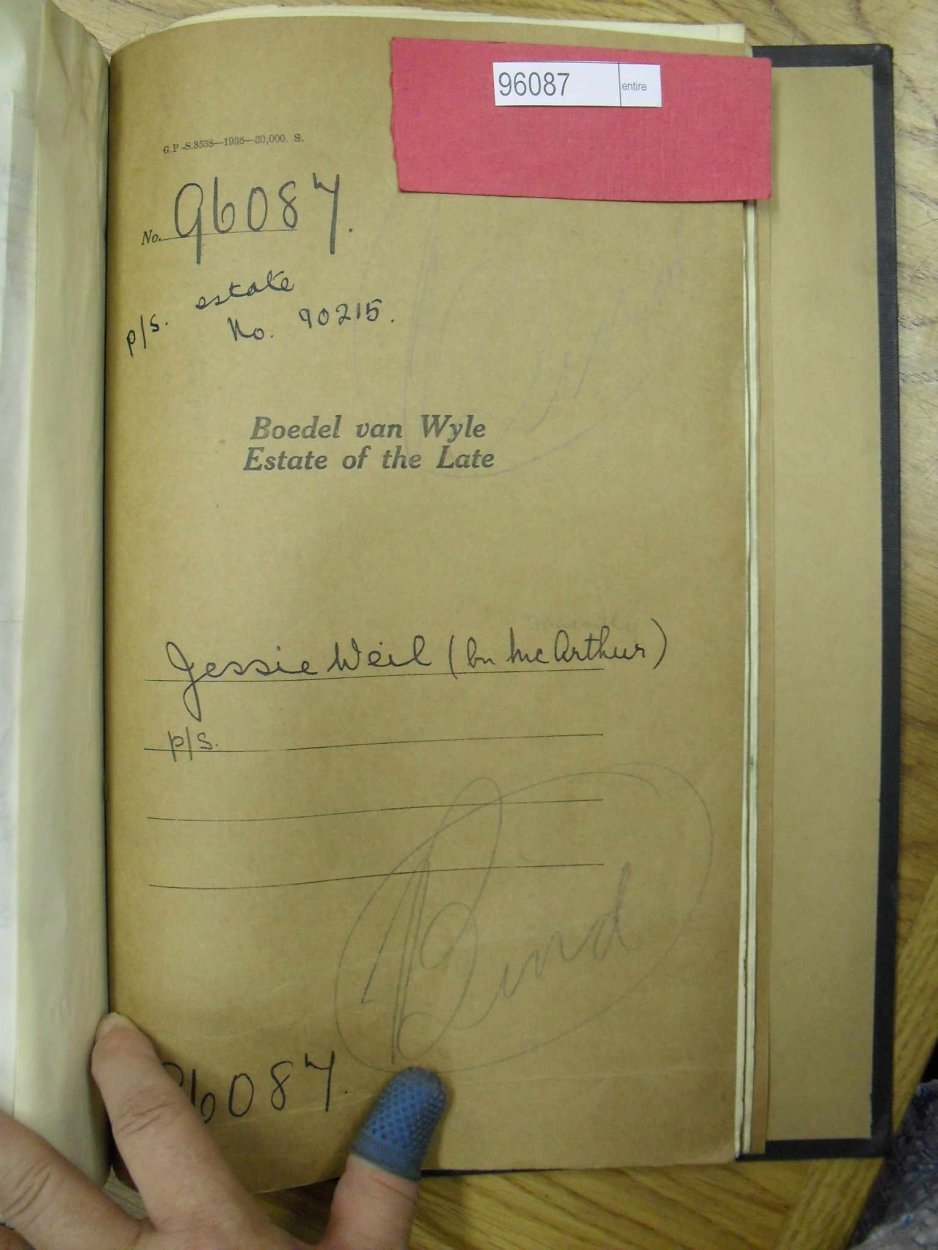 96087 entire
G.P.-S.3538—1936—30,000. S.
No. 96087.
p/s. estate
No. 90215.
Boedel van Wyle
Estate of the Late
Jessie Weil (bn McArthur)
p/s.
Bind
6087.